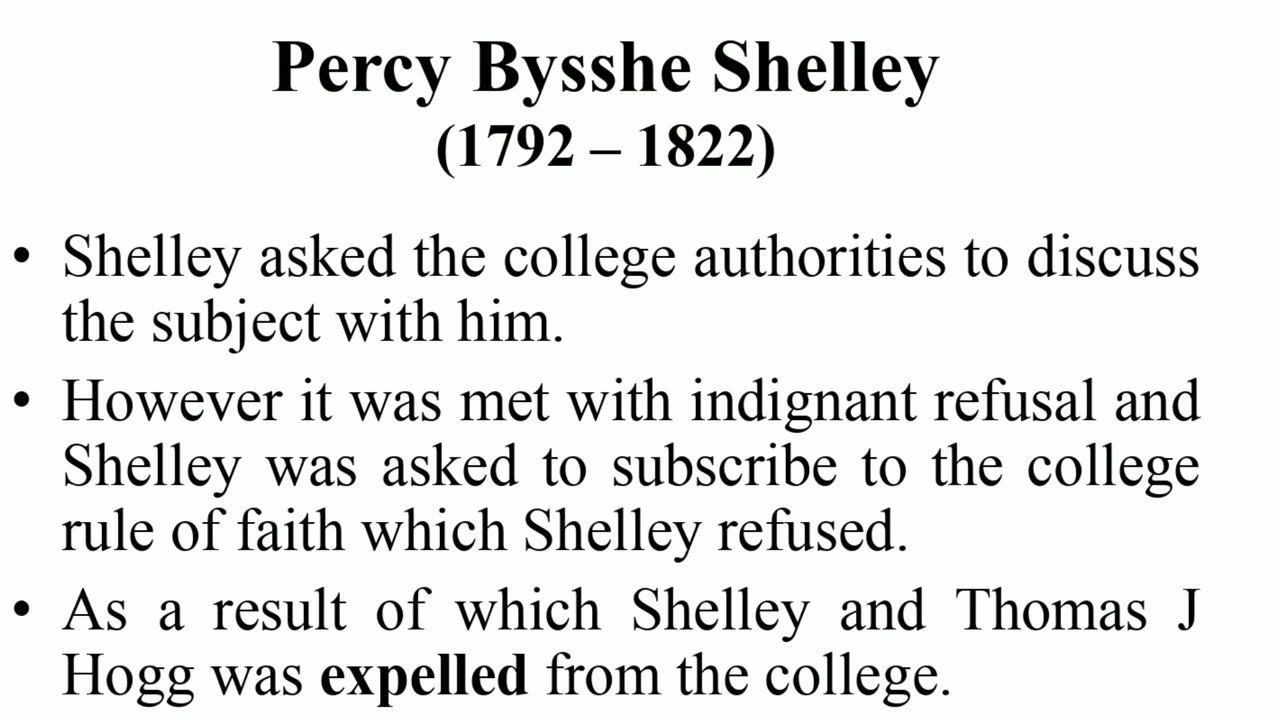 Percy Bysshe Shelley
(1792 – 1822)
• Shelley asked the college authorities to discuss
the subject with him.
• However it was met with indignant refusal and
Shelley was asked to subscribe to the college
rule of faith which Shelley refused.
• As a result of which Shelley and Thomas J
Hogg was expelled from the college.